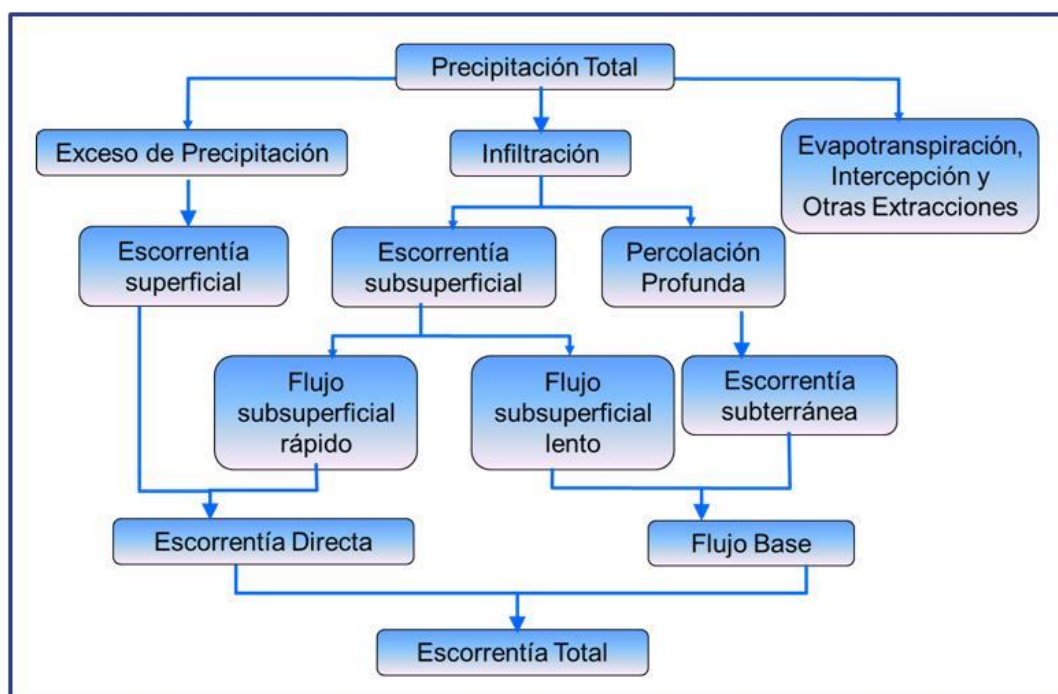 Precipitación Total
Exceso de Precipitación
Infiltración
Evapotranspiración,
Intercepción y
Otras Extracciones
Escorrentía
superficial
Escorrentía
subsuperficial
Percolación
Profunda
Flujo
subsuperficial
rápido
Flujo
subsuperficial
lento
Escorrentía
subterránea
Escorrentía Directa
Flujo Base
Escorrentía Total